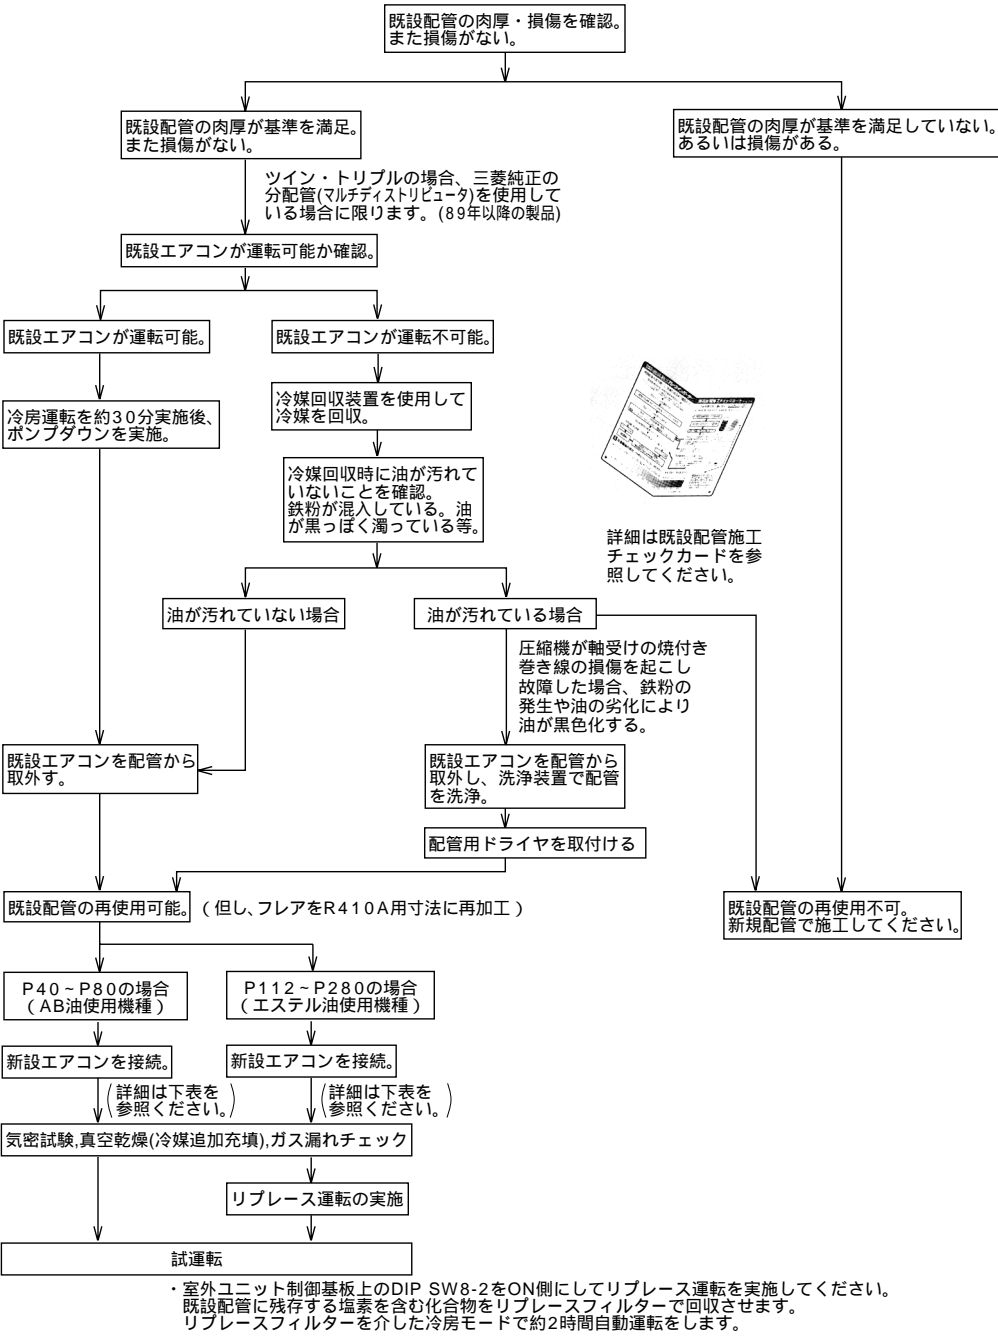 既設配管の肉厚・損傷を確認。
また損傷がない。
既設配管の肉厚が基準を満足。
また損傷がない。
既設配管の肉厚が基準を満足していない。
あるいは損傷がある。
ツイン・トリプルの場合、三菱純正の
分配管(マルチディストリビュータ)を使用して
いる場合に限ります。(89年以降の製品)
既設エアコンが運転可能か確認。
既設エアコンが運転可能。
既設エアコンが運転不可能。
冷房運転を約30分実施後、
ポンプダウンを実施。
冷媒回収装置を使用して
冷媒を回収。
冷媒回収時に油が汚れて
いないことを確認。
鉄粉が混入している。油
が黒っぽく濁っている等。
詳細は既設配管施工
チェックカードを参
照してください。
油が汚れていない場合
油が汚れている場合
圧縮機が軸受けの焼付き
巻き線の損傷を起こし
故障した場合、鉄粉の
発生や油の劣化により
油が黒色化する。
既設エアコンを配管から
取外す。
既設エアコンを配管から
取外し、洗浄装置で配管
を洗浄。
配管用ドライヤを取付ける
既設配管の再使用可能。
(但し、フレアをR410A用寸法に再加工)
既設配管の再使用不可。
新規配管で施工してください。
P40~P80の場合
(AB油使用機種)
P112~P280の場合
(エステル油使用機種)
新設エアコンを接続。
新設エアコンを接続。
(詳細は下表を
参照ください。)
(詳細は下表を
参照ください。)
気密試験,真空乾燥(冷媒追加充填),ガス漏れチェック
リプレース運転の実施
試運転
・室外ユニット制御基板上のDIP SW8-2をON側にしてリプレース運転を実施してください。
既設配管に残存する塩素を含む化合物をリプレースフィルターで回収させます。
リプレースフィルターを介した冷房モードで約2時間自動運転をします。